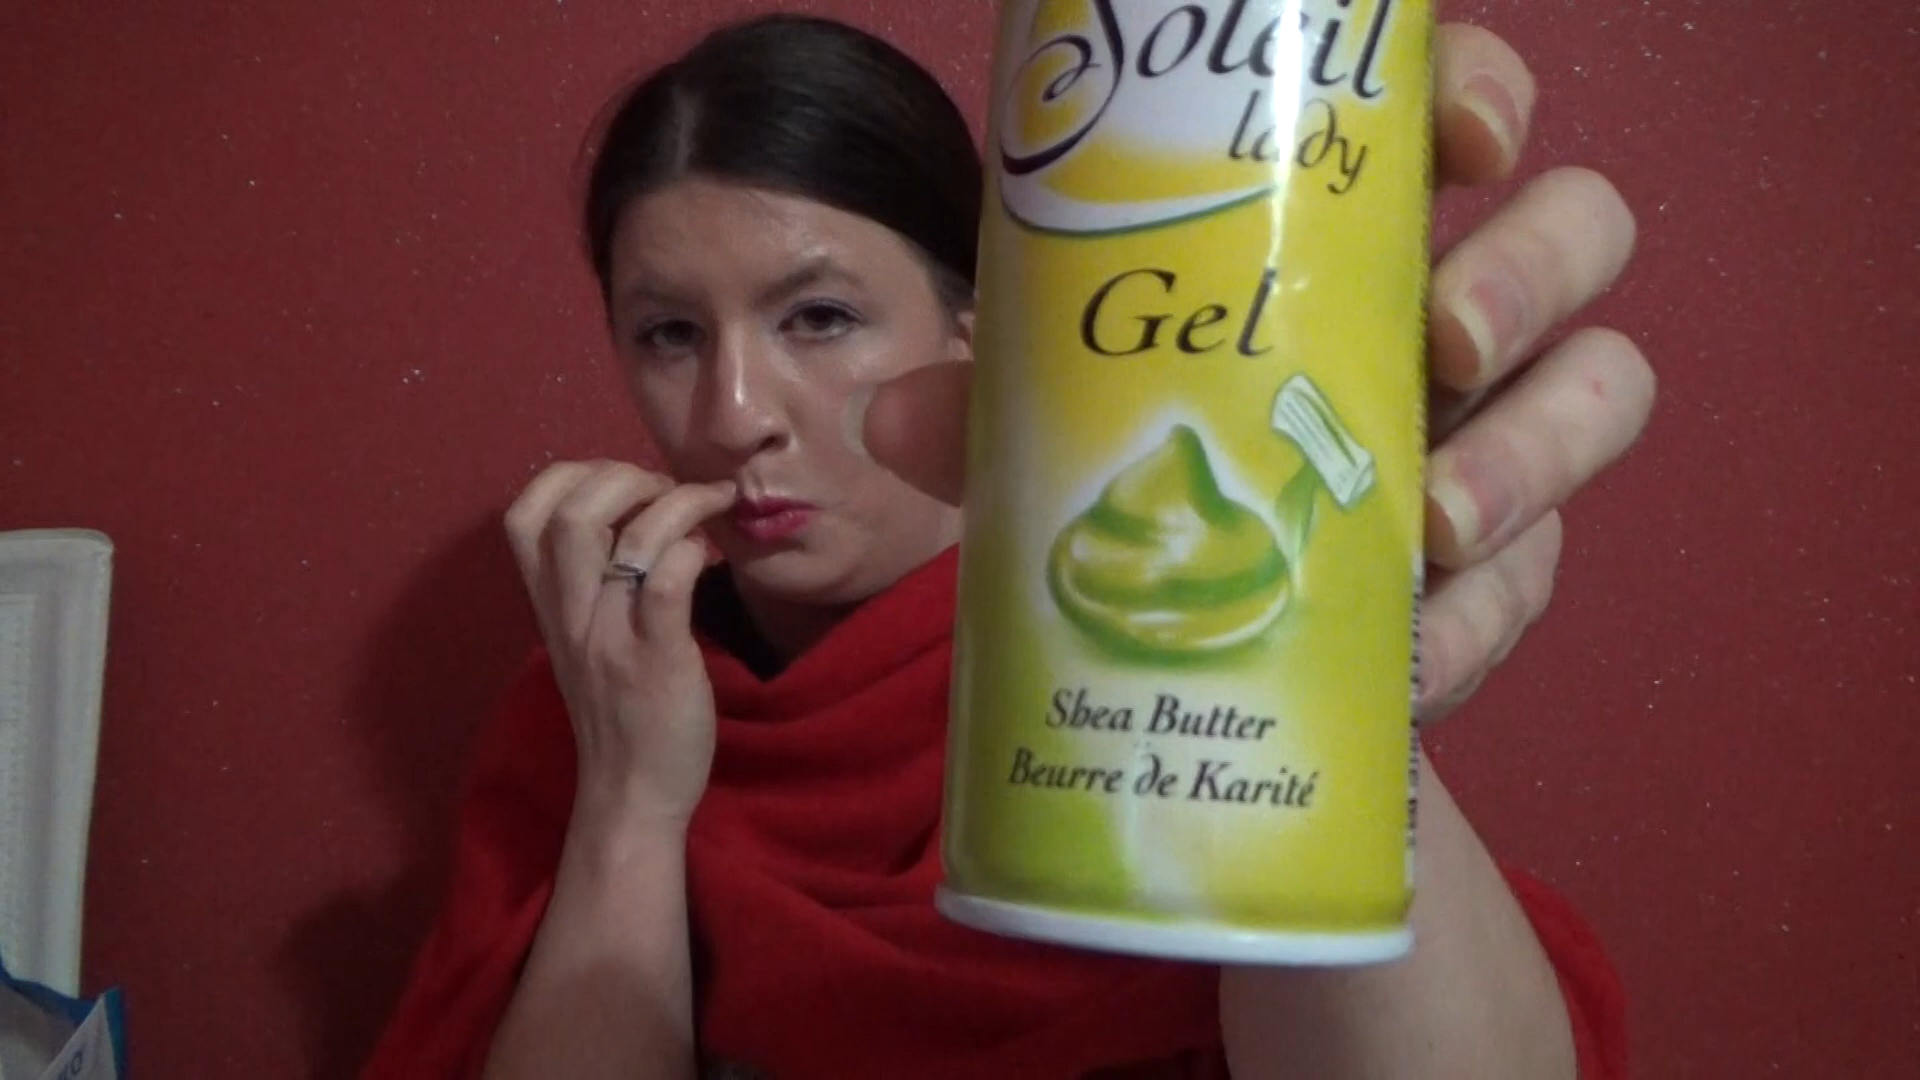 Soleil
lady
Gel
Shea Butter
Beurre de Karité